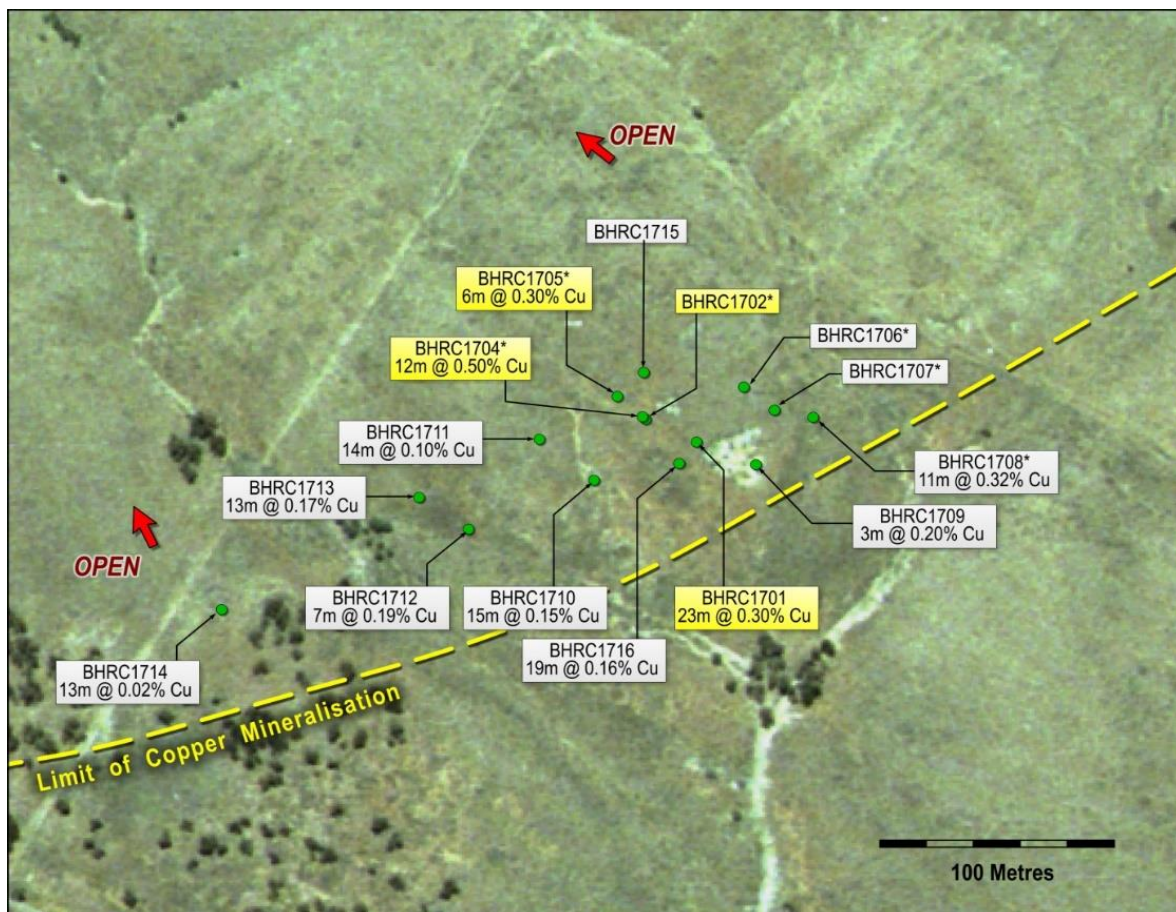 OPEN
BHRC1715
BHRC1705*
6m @ 0.30% Cu
BHRC1702*
BHRC1706*
BHRC1704*
12m @ 0.50% Cu
BHRC1707*
BHRC1711
14m @ 0.10% Cu
BHRC1708*
11m @ 0.32% Cu
BHRC1713
13m @ 0.17% Cu
BHRC1709
3m @ 0.20% Cu
OPEN
BHRC1712
7m @ 0.19% Cu
BHRC1710
15m @ 0.15% Cu
BHRC1701
23m @ 0.30% Cu
BHRC1716
19m @ 0.16% Cu
BHRC1714
13m @ 0.02% Cu
Limit of Copper Mineralisation
100 Metres